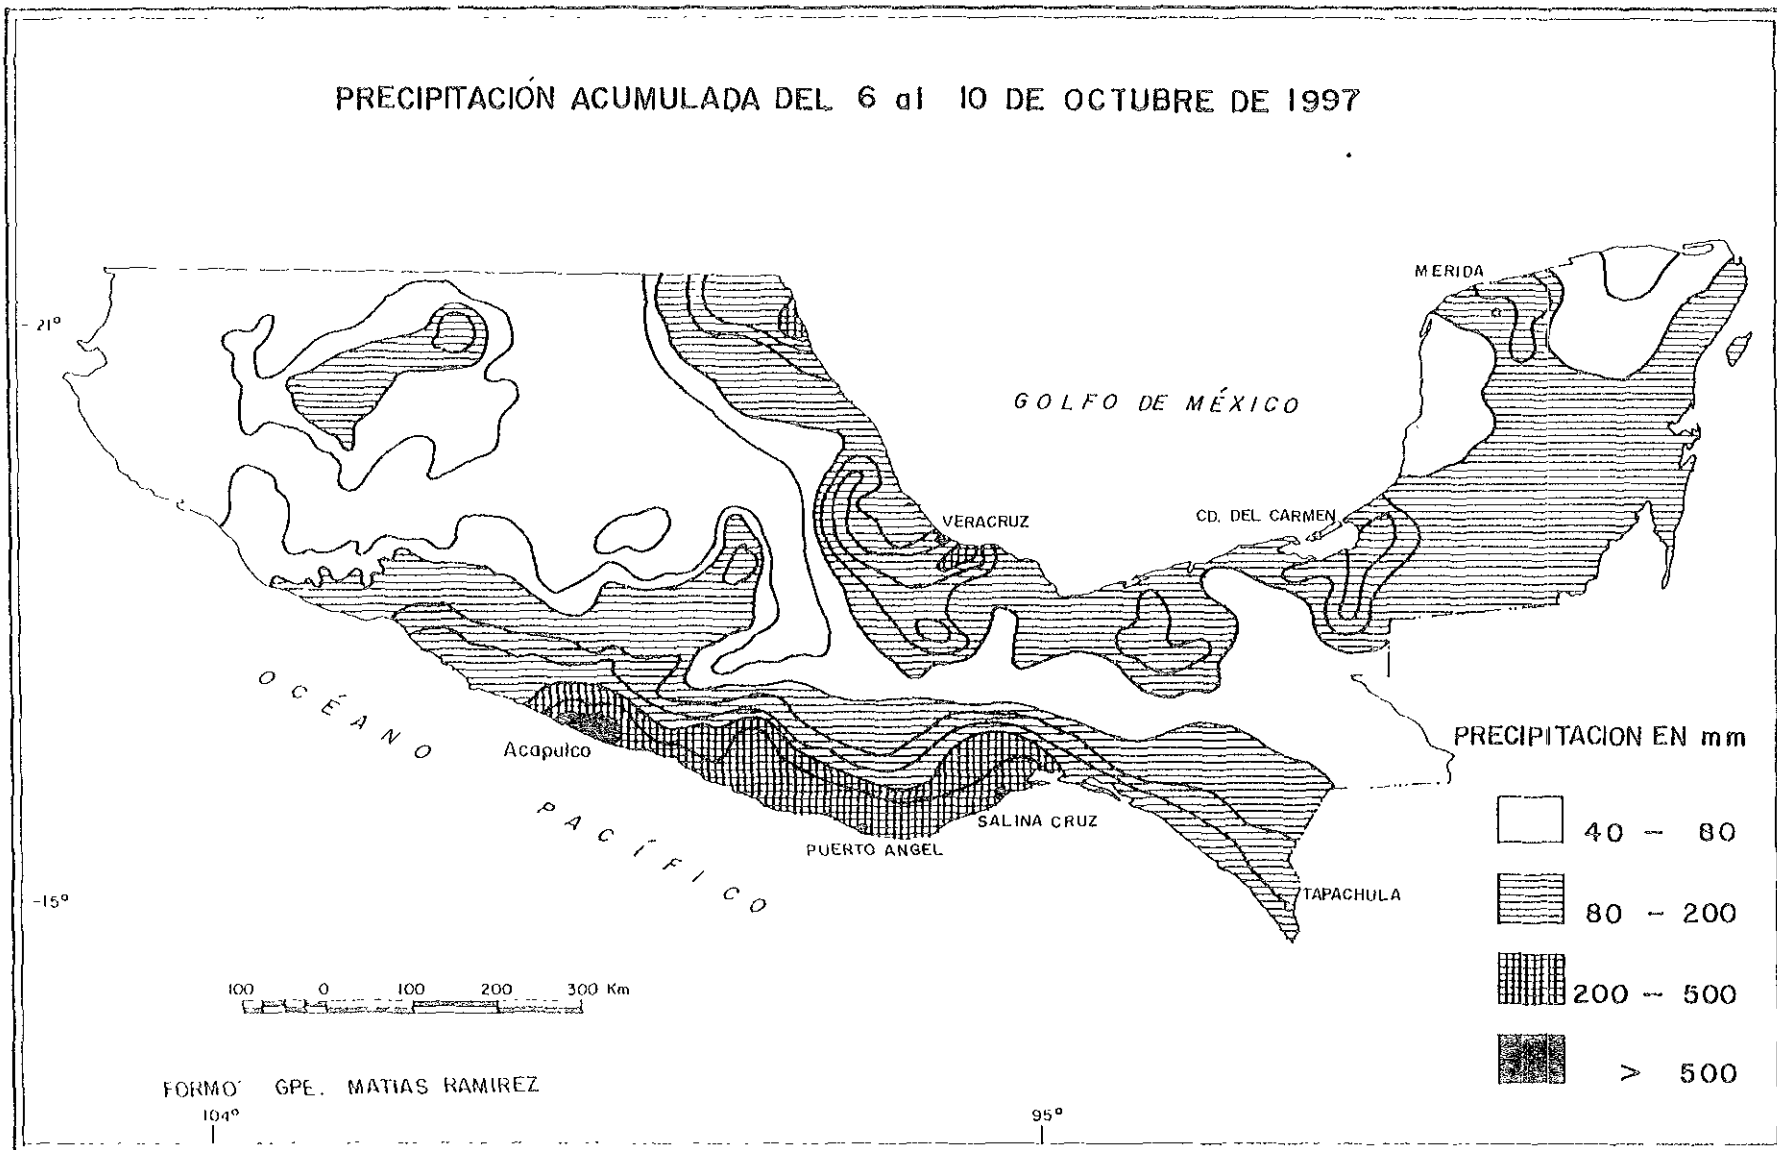 PRECIPITACIÓN ACUMULADA DEL 6 al 10 DE OCTUBRE DE 1997
MERIDA
- 21°
GOLFO DE MÉXICO
VERACRUZ
CD. DEL CARMEN
OCÉANO
PACÍFICO
Acapulco
SALINA CRUZ
PUERTO ANGEL
TAPACHULA
-15°
PRECIPITACION EN mm
40 - 80
80 - 200
200 - 500
> 500
100 0 100 200 300 Km
FORMO' GPE. MATIAS RAMIREZ
104°
95°